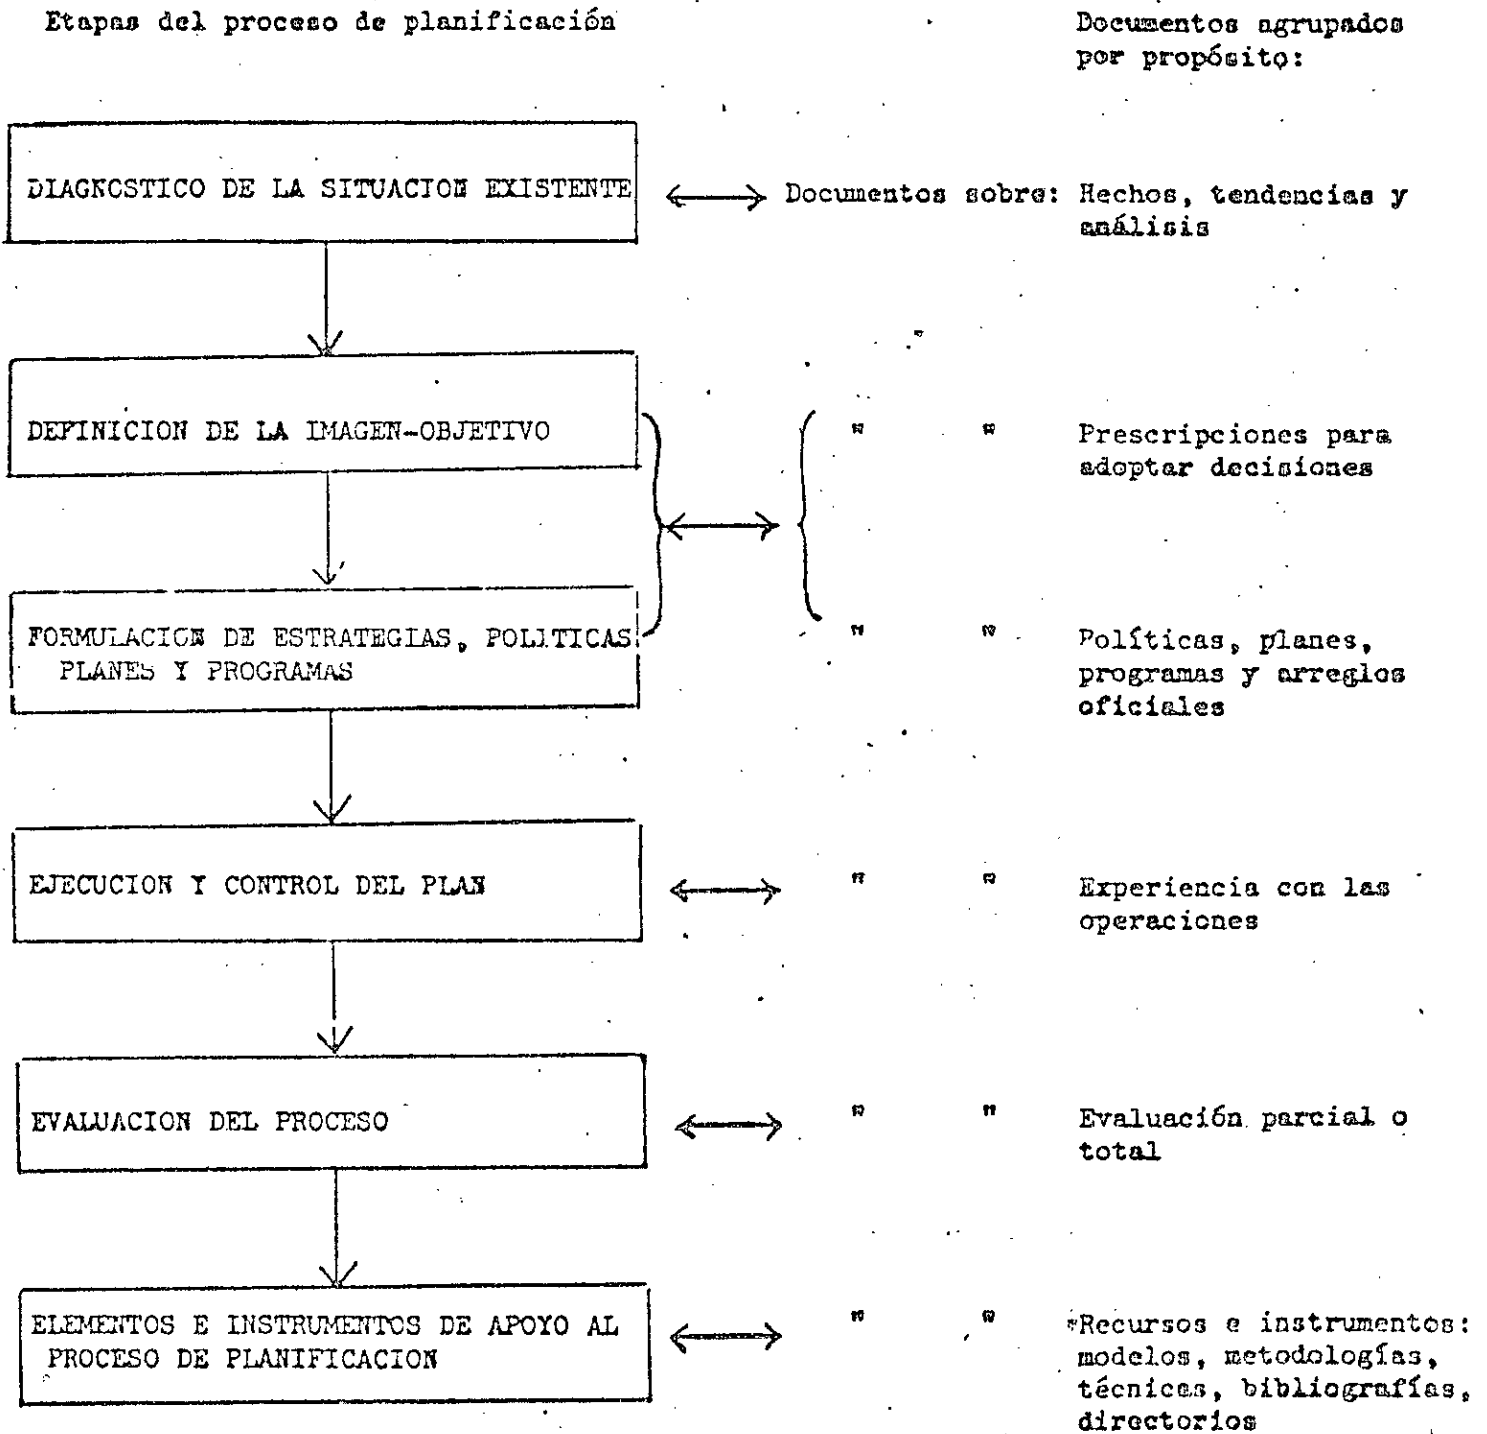 Etapas del proceso de planificación
Documentos agrupados
por propósito:
DIAGNOSTICO DE LA SITUACION EXISTENTE
Documentos sobre: Hechos, tendencias y
análisis
DEFINICION DE LA IMAGEN-OBJETIVO
" " Prescripciones para
adoptar decisiones
FORMULACION DE ESTRATEGIAS, POLITICAS
PLANES Y PROGRAMAS
" " Políticas, planes,
programas y arreglos
oficiales
EJECUCION Y CONTROL DEL PLAN
" " Experiencia con las
operaciones
EVALUACION DEL PROCESO
" " Evaluación parcial o
total
ELEMENTOS E INSTRUMENTOS DE APOYO AL
PROCESO DE PLANIFICACION
" " Recursos e instrumentos:
modelos, metodologías,
técnicas, bibliografías,
directorios